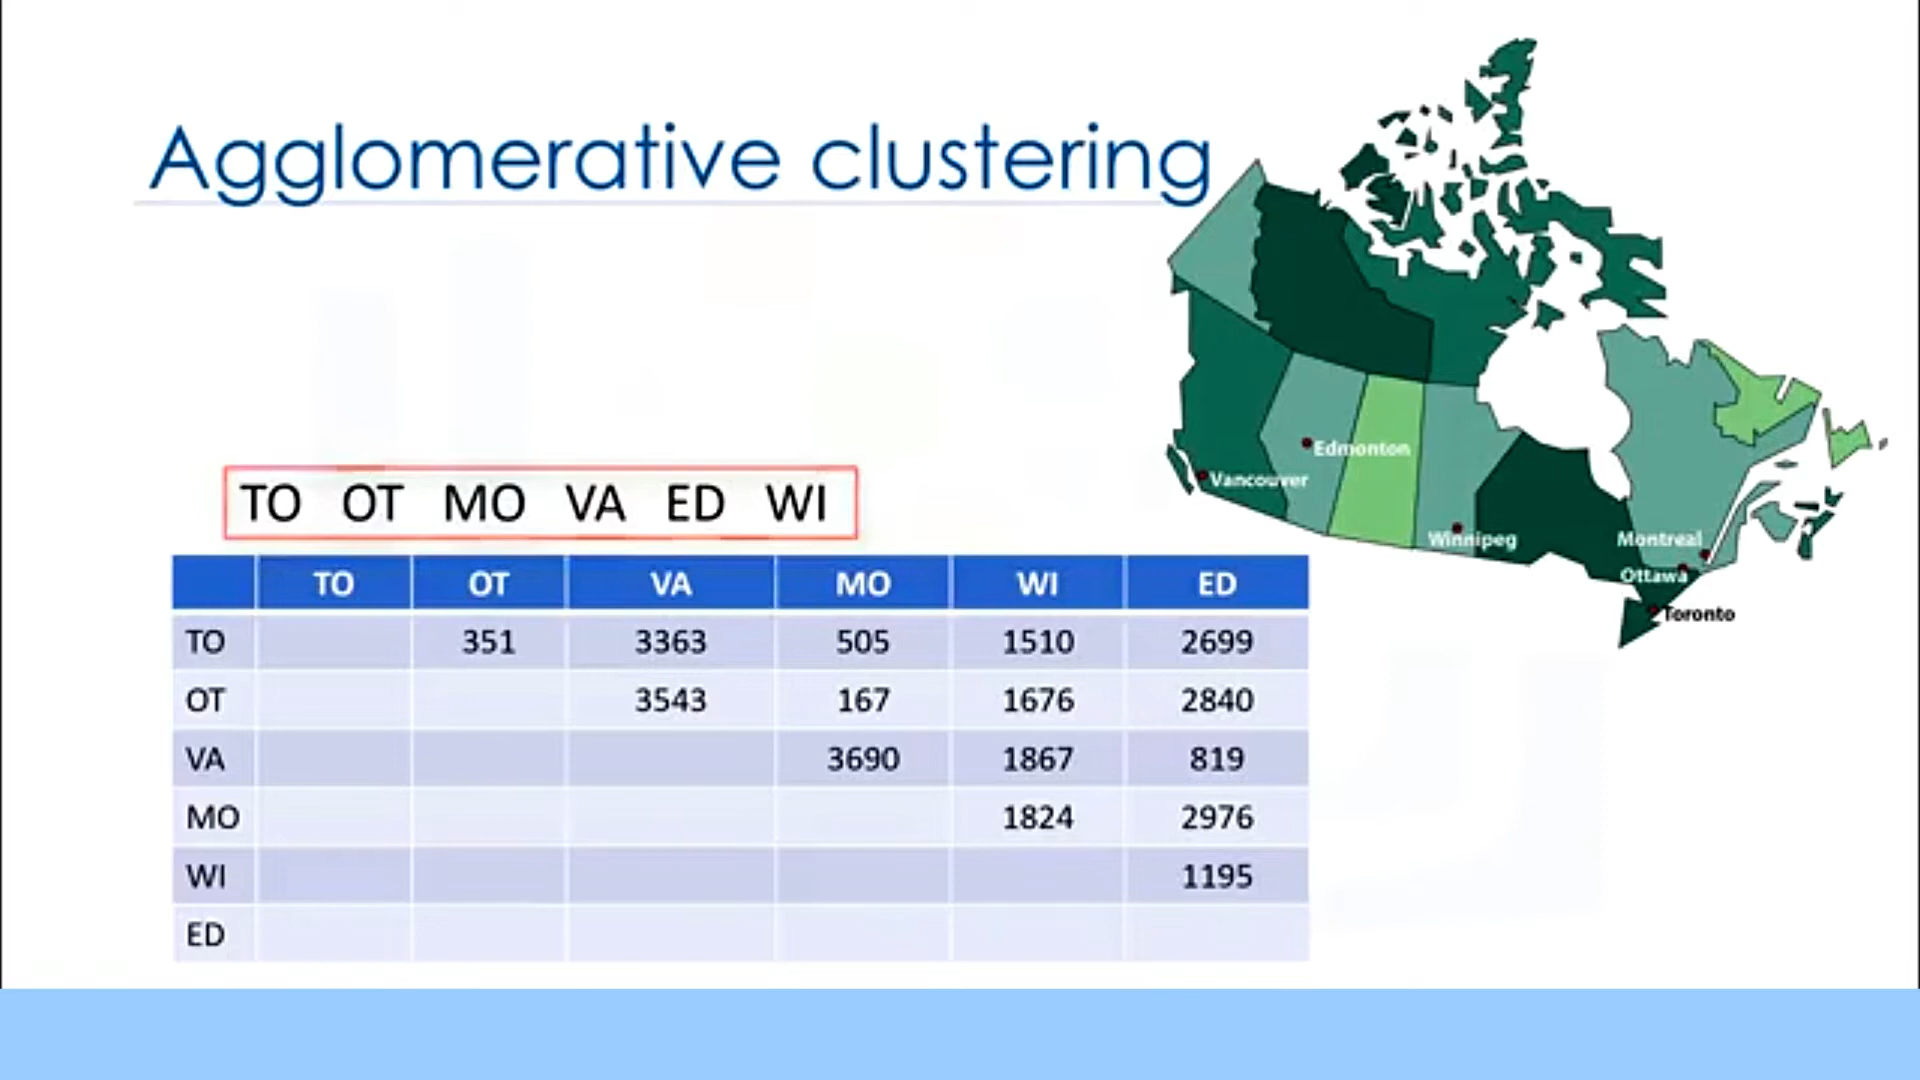 Agglomerative clustering
TO OT MO VA ED WI
TO OT VA MO WI ED
TO 351 3363 505 1510 2699
OT 3543 167 1676 2840
VA 3690 1867 819
MO 1824 2976
WI 1195
ED
Edmonton
Vancouver
Winnipeg
Montreal
Ottawa
Toronto